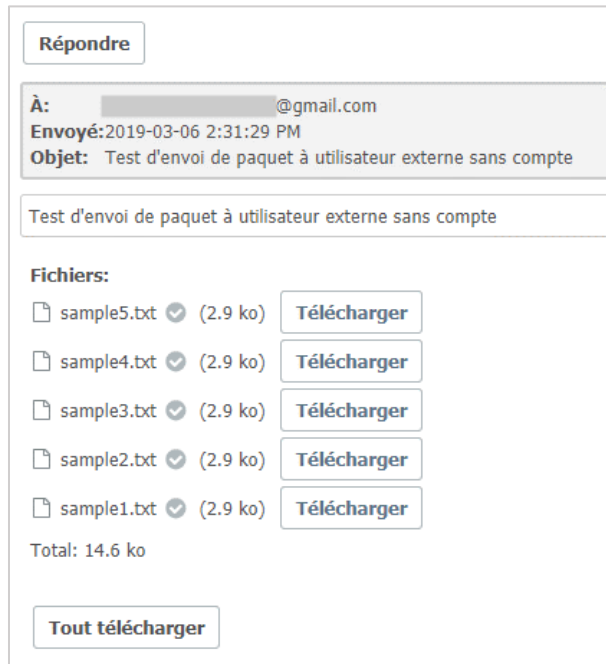 Répondre
À: @gmail.com
Envoyé:2019-03-06 2:31:29 PM
Objet: Test d'envoi de paquet à utilisateur externe sans compte
Test d'envoi de paquet à utilisateur externe sans compte
Fichiers:
sample5.txt (2.9 ko) Télécharger
sample4.txt (2.9 ko) Télécharger
sample3.txt (2.9 ko) Télécharger
sample2.txt (2.9 ko) Télécharger
sample1.txt (2.9 ko) Télécharger
Total: 14.6 ko
Tout télécharger